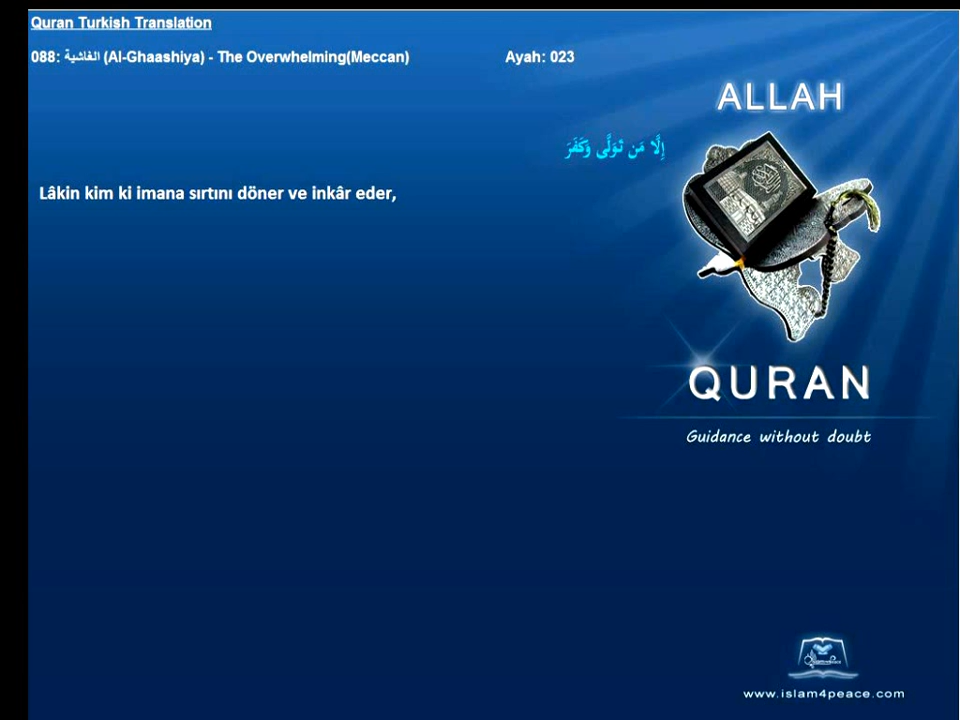 Quran Turkish Translation
088: الغاشية (Al-Ghaashiya) - The Overwhelming(Meccan) Ayah: 023
ALLAH
إِلَّا مَن تَوَلَّى وَكَفَرَ
Lâkin kim ki imana sırtını döner ve inkâr eder,
QURAN
Guidance without doubt
www.islam4peace.com